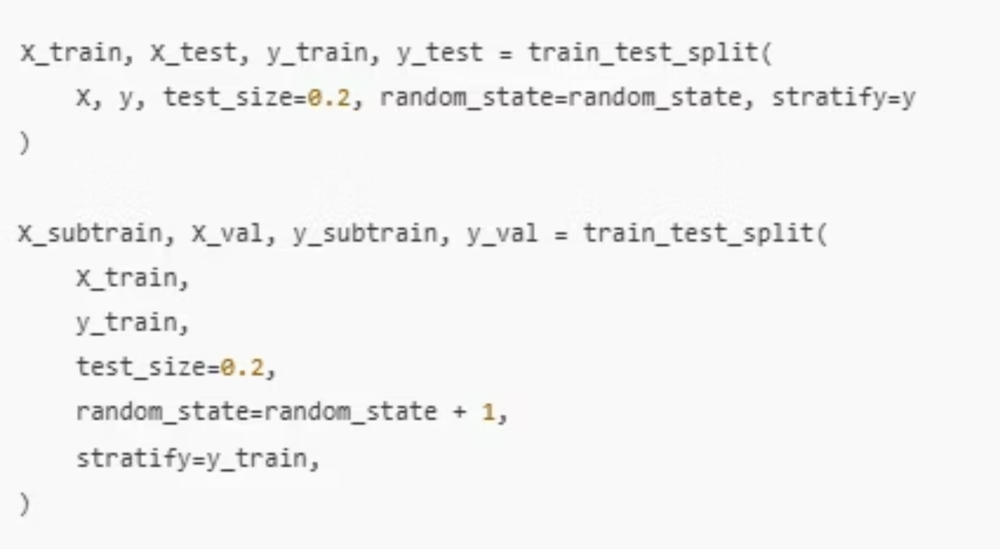 X_train, X_test, y_train, y_test = train_test_split(
    X, y, test_size=0.2, random_state=random_state, stratify=y
)
X_subtrain, X_val, y_subtrain, y_val = train_test_split(
    X_train,
    y_train,
    test_size=0.2,
    random_state=random_state + 1,
    stratify=y_train,
)